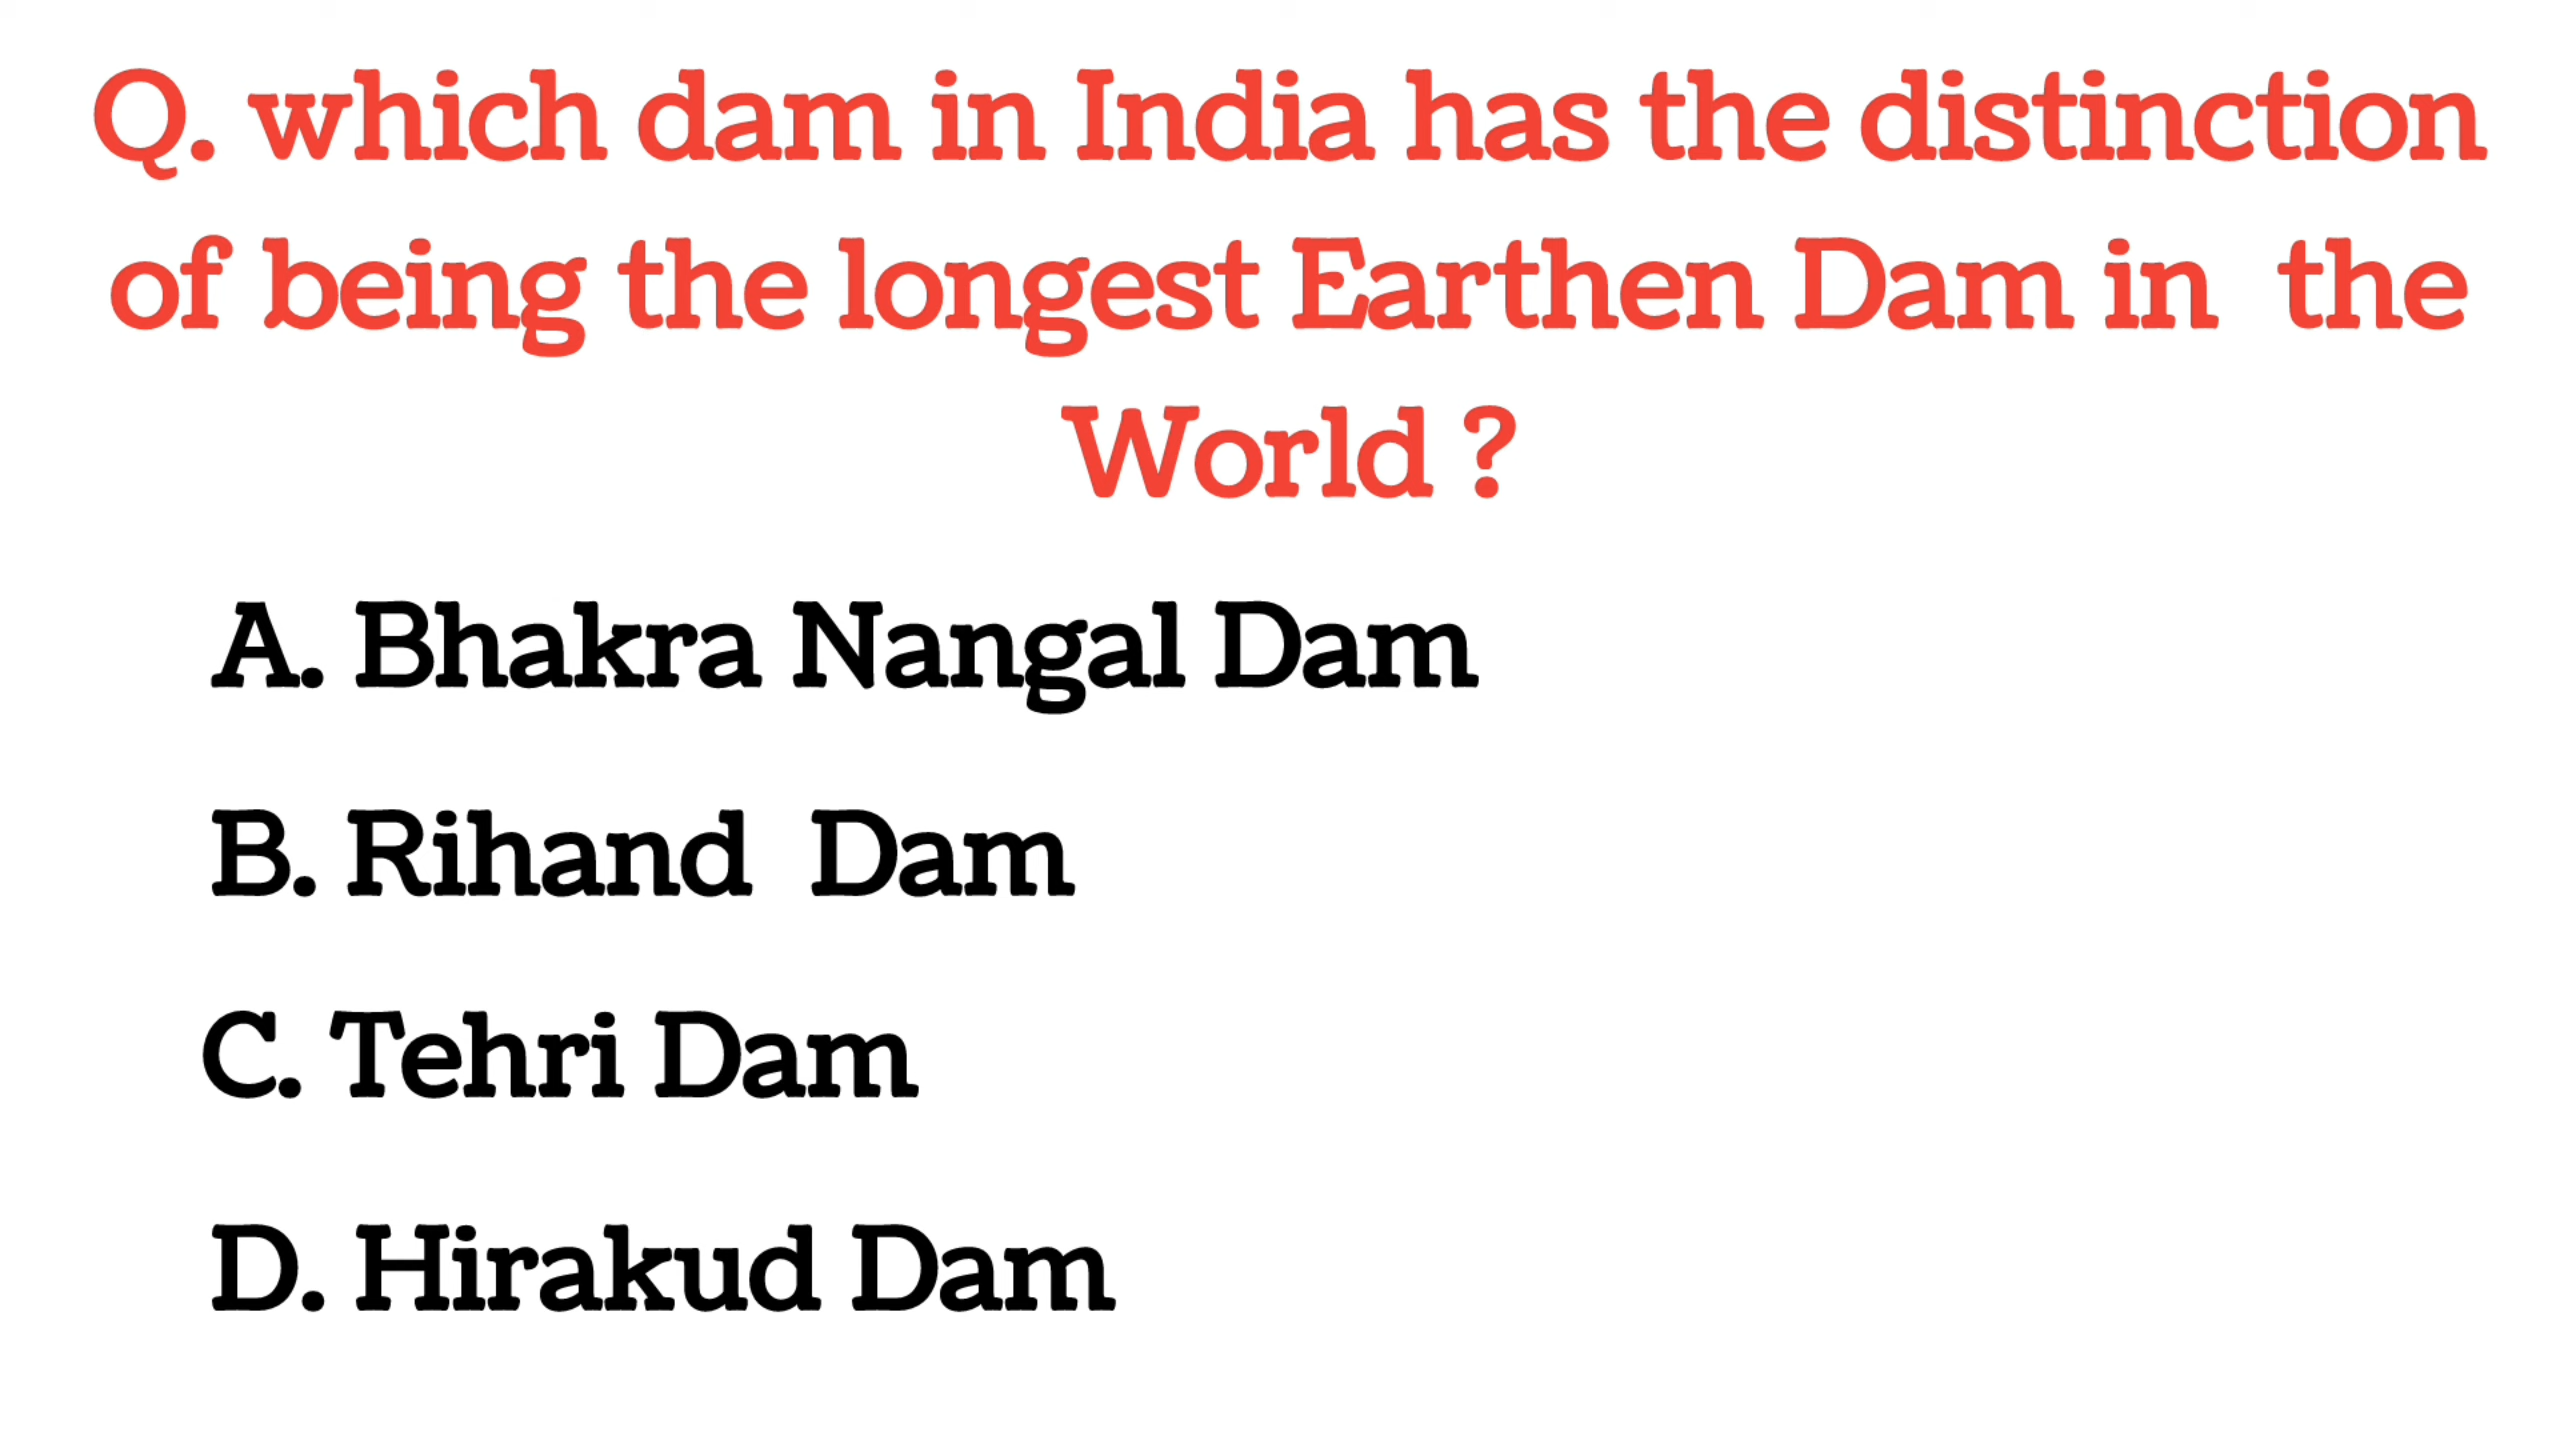 Q. which dam in India has the distinction
of being the longest Earthen Dam in the
World ?
A. Bhakra Nangal Dam
B. Rihand Dam
C. Tehri Dam
D. Hirakud Dam